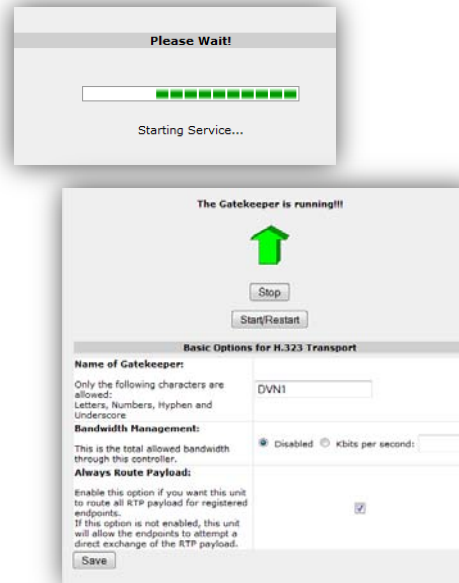 Please Wait!
Starting Service...
The Gatekeeper is running!!!
Stop
Start/Restart
Basic Options for H.323 Transport
Name of Gatekeeper:
Only the following characters are
allowed:
Letters, Numbers, Hyphen and
Underscore
DVN1
Bandwidth Management:
This is the total allowed bandwidth
through this controller.
Disabled Kbits per second:
Always Route Payload:
Enable this option if you want this unit
to route all RTP payload for registered
endpoints.
If this option is not enabled, this unit
will allow the endpoints to attempt a
direct exchange of the RTP payload.
Save